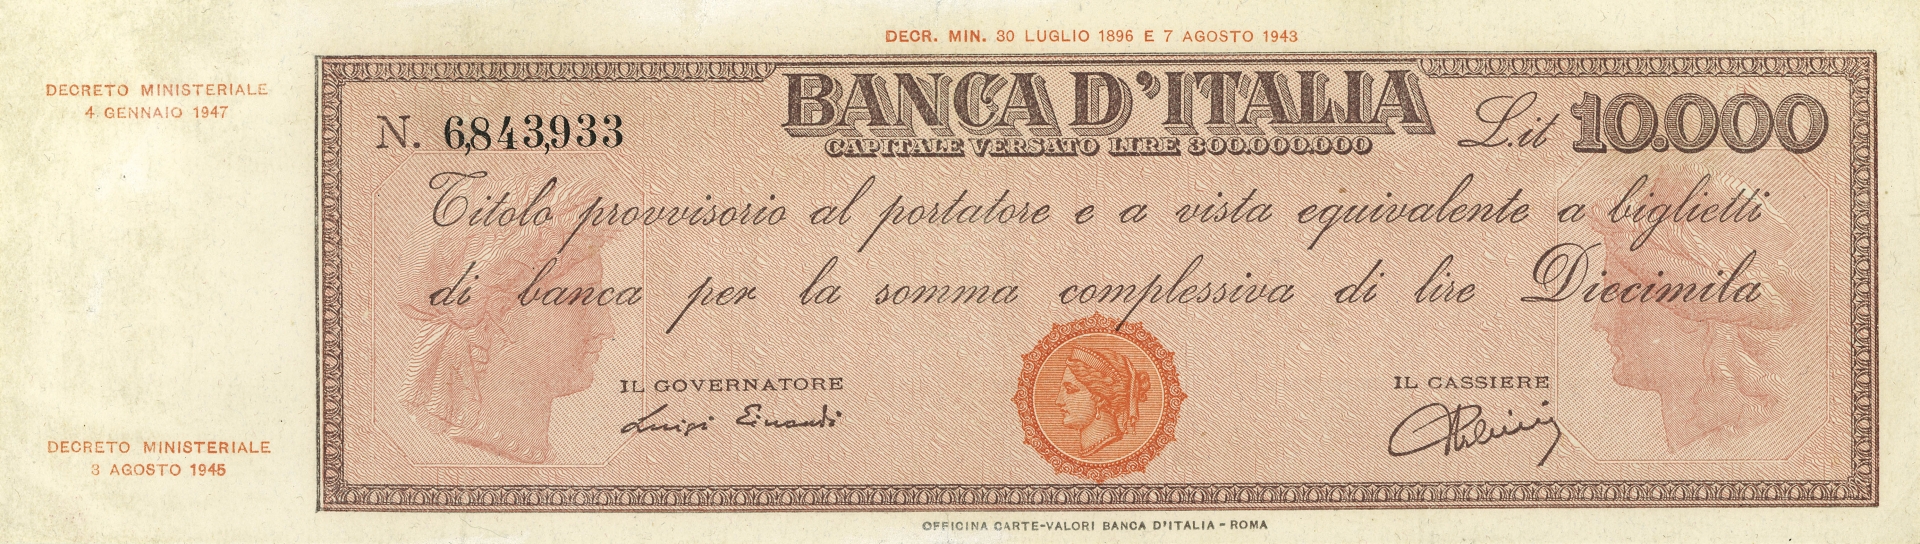 DECR. MIN. 30 LUGLIO 1896 E 7 AGOSTO 1943
DECRETO MINISTERIALE
4 GENNAIO 1947
BANCA D'ITALIA
CAPITALE VERSATO LIRE 300.000.000
N. 6,843,933
L.it 10.000
Titolo provvisorio al portatore e a vista equivalente a biglietti
di banca per la somma complessiva di lire Diecimila
IL GOVERNATORE
Luigi Einaudi
IL CASSIERE
DECRETO MINISTERIALE
3 AGOSTO 1945
OFFICINA CARTE-VALORI BANCA D'ITALIA - ROMA